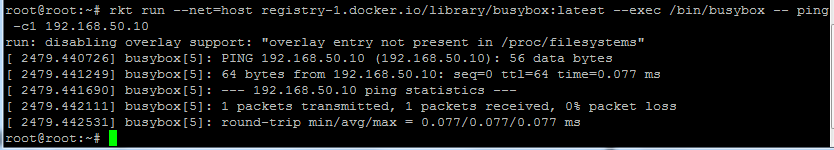 root@root:~# rkt run --net=host registry-1.docker.io/library/busybox:latest --exec /bin/busybox -- ping
-c1 192.168.50.10
run: disabling overlay support: "overlay entry not present in /proc/filesystems"
[ 2479.440726] busybox[5]: PING 192.168.50.10 (192.168.50.10): 56 data bytes
[ 2479.441249] busybox[5]: 64 bytes from 192.168.50.10: seq=0 ttl=64 time=0.077 ms
[ 2479.441690] busybox[5]: --- 192.168.50.10 ping statistics ---
[ 2479.442111] busybox[5]: 1 packets transmitted, 1 packets received, 0% packet loss
[ 2479.442531] busybox[5]: round-trip min/avg/max = 0.077/0.077/0.077 ms
root@root:~#